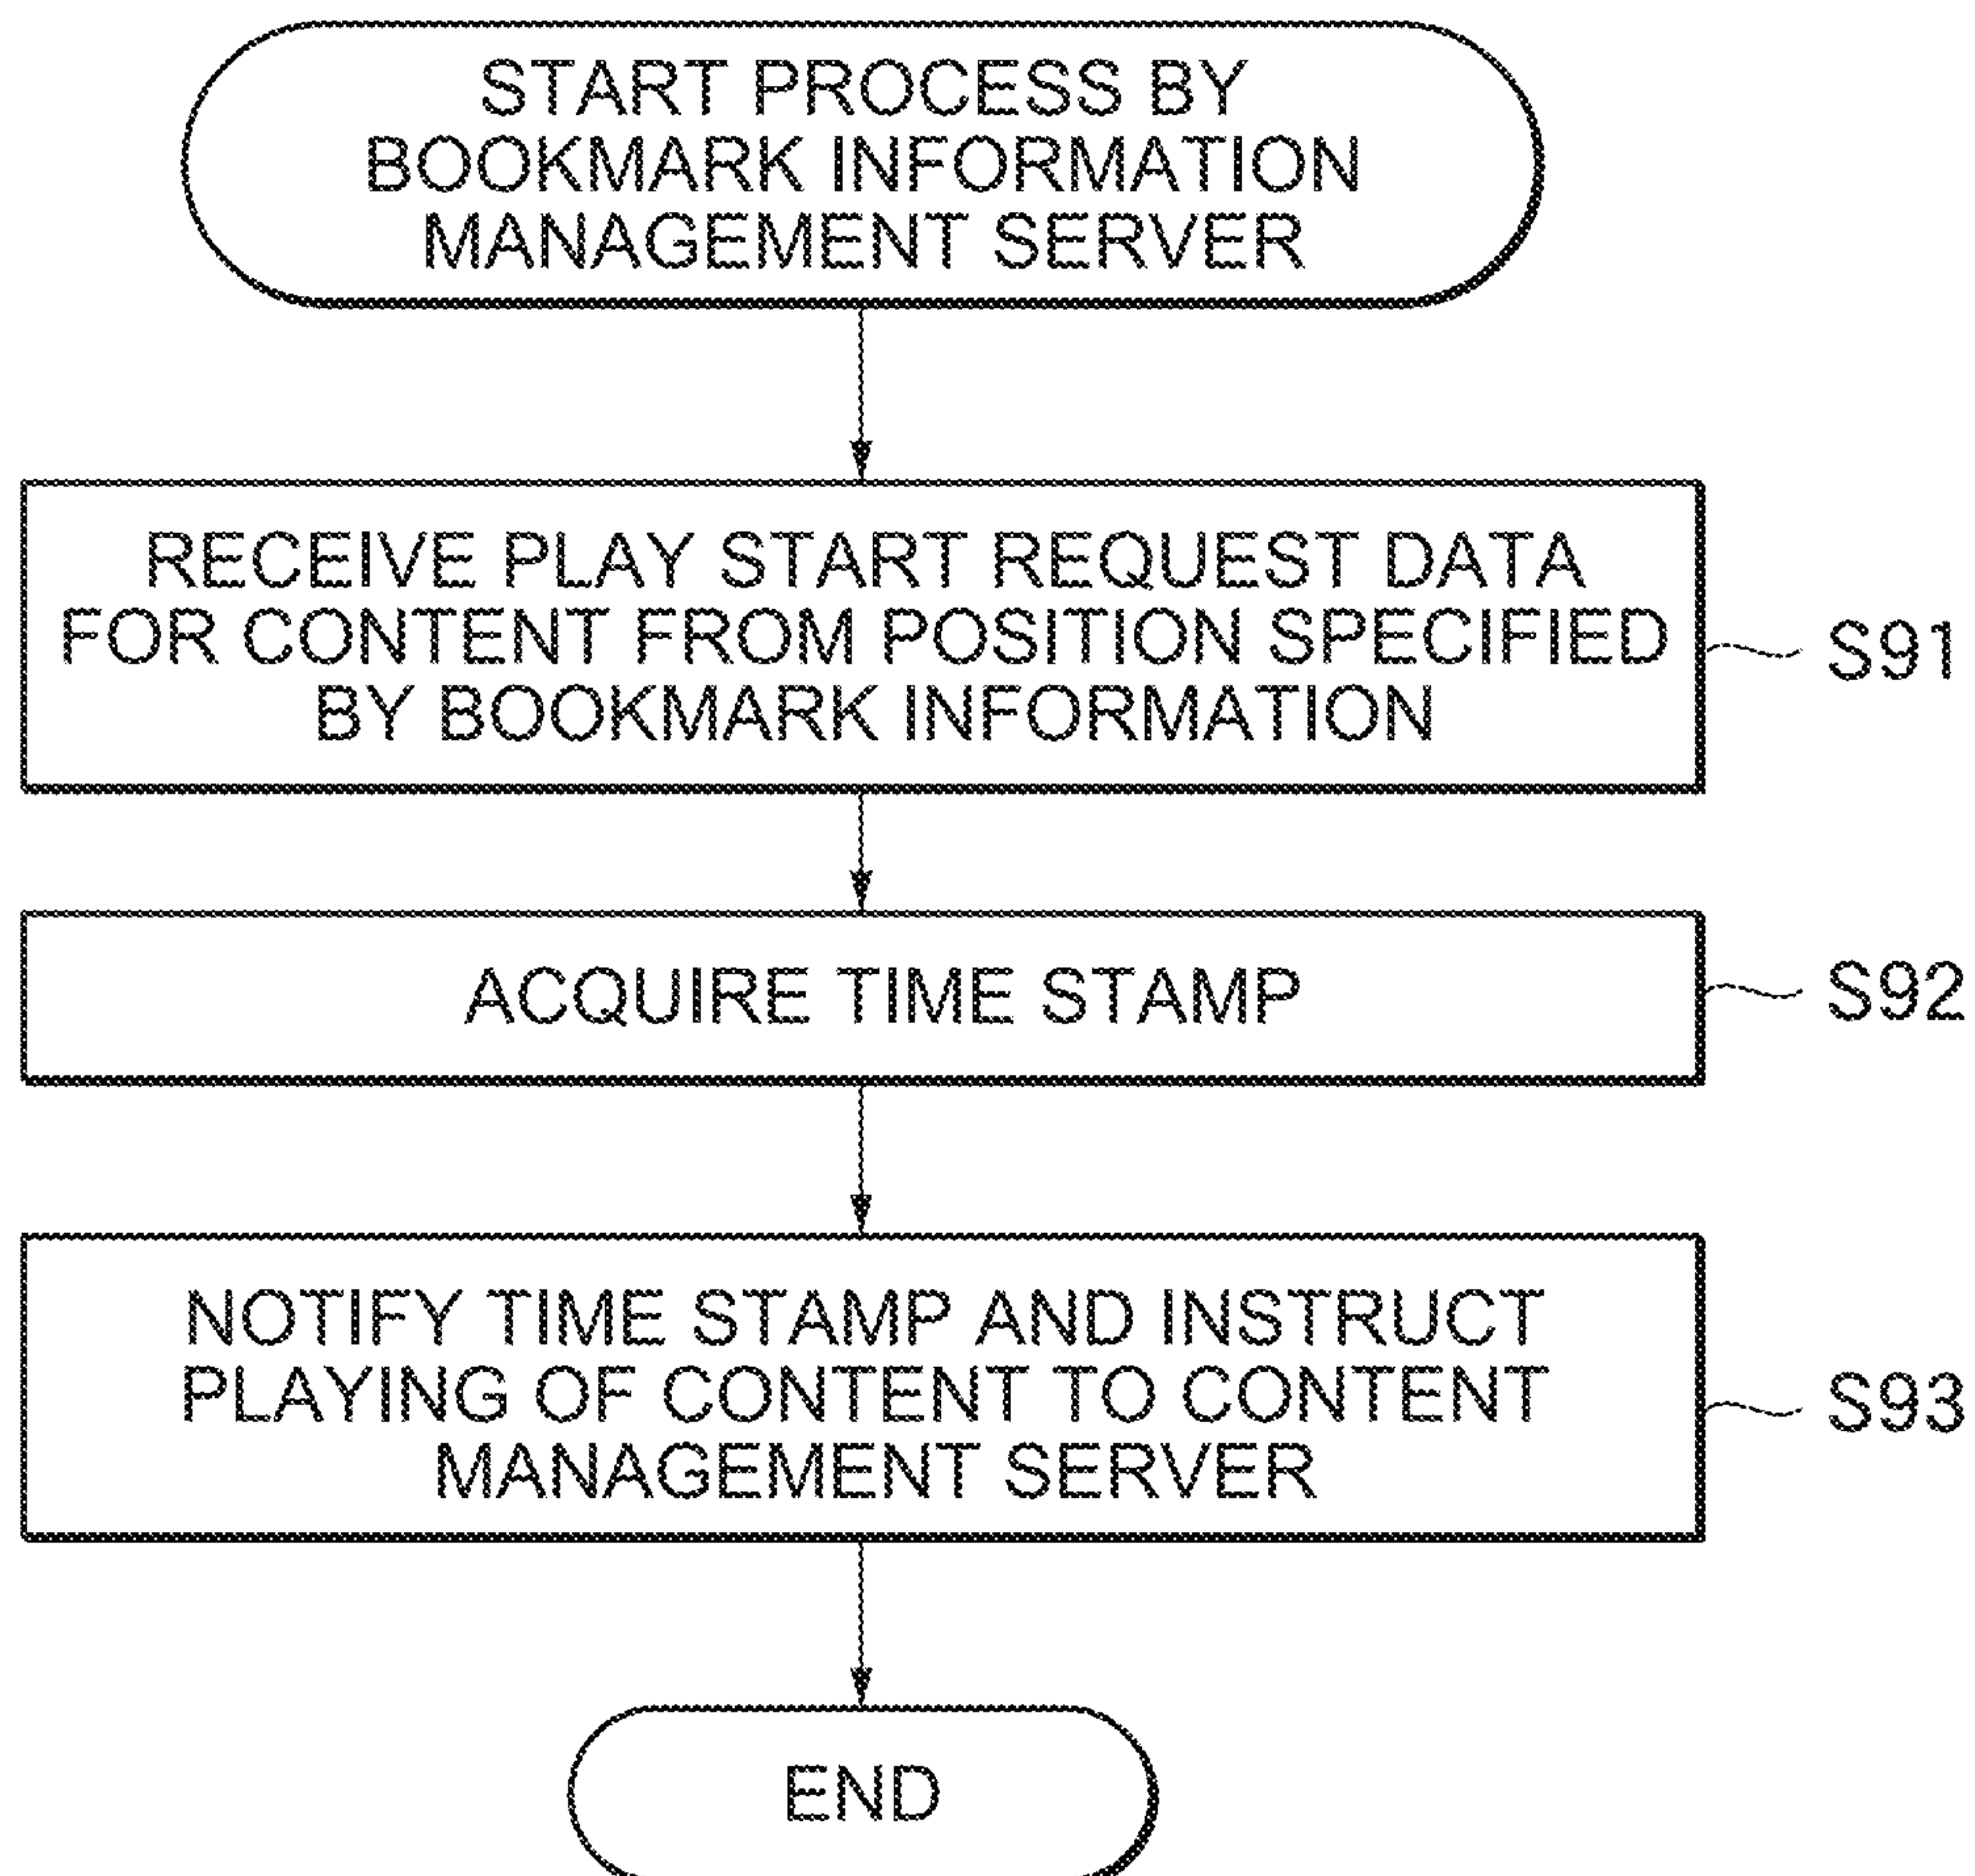 START PROCESS BY
BOOKMARK INFORMATION
MANAGEMENT SERVER
RECEIVE PLAY START REQUEST DATA
FOR CONTENT FROM POSITION SPECIFIED
BY BOOKMARK INFORMATION
S91
ACQUIRE TIME STAMP
S92
NOTIFY TIME STAMP AND INSTRUCT
PLAYING OF CONTENT TO CONTENT
MANAGEMENT SERVER
S93
END